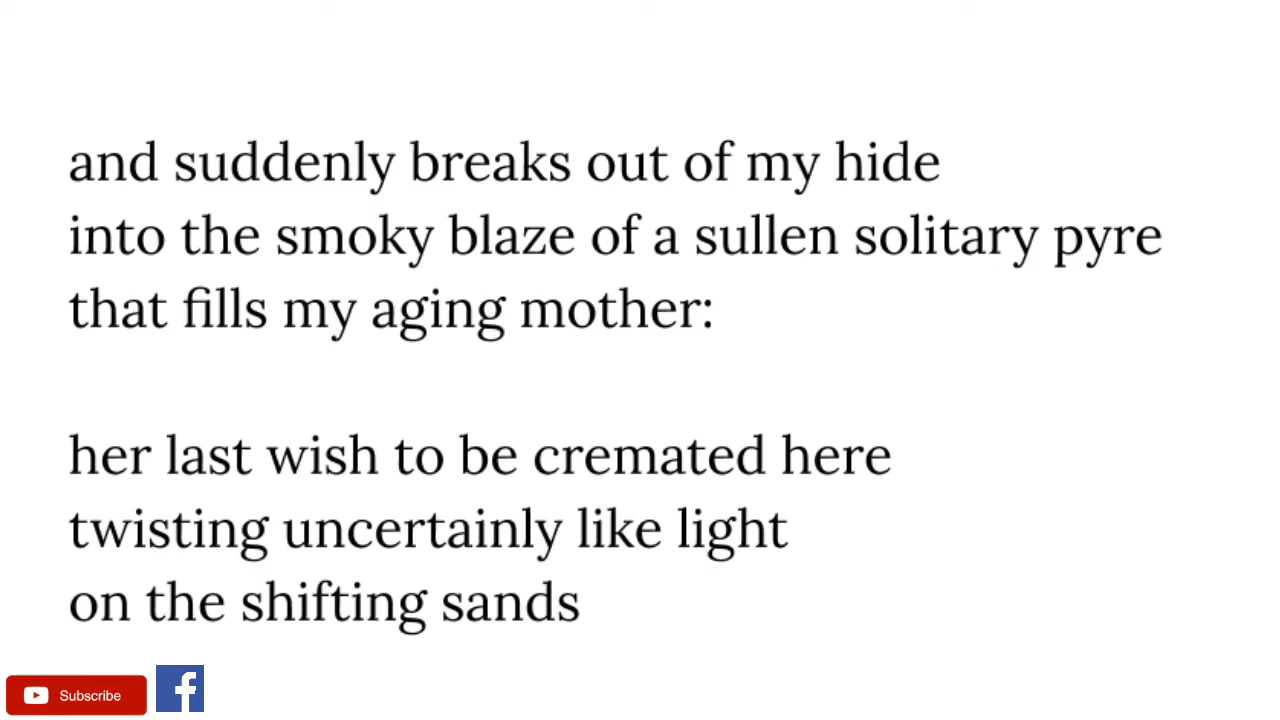 and suddenly breaks out of my hide
into the smoky blaze of a sullen solitary pyre
that fills my aging mother:
her last wish to be cremated here
twisting uncertainly like light
on the shifting sands
Subscribe
f